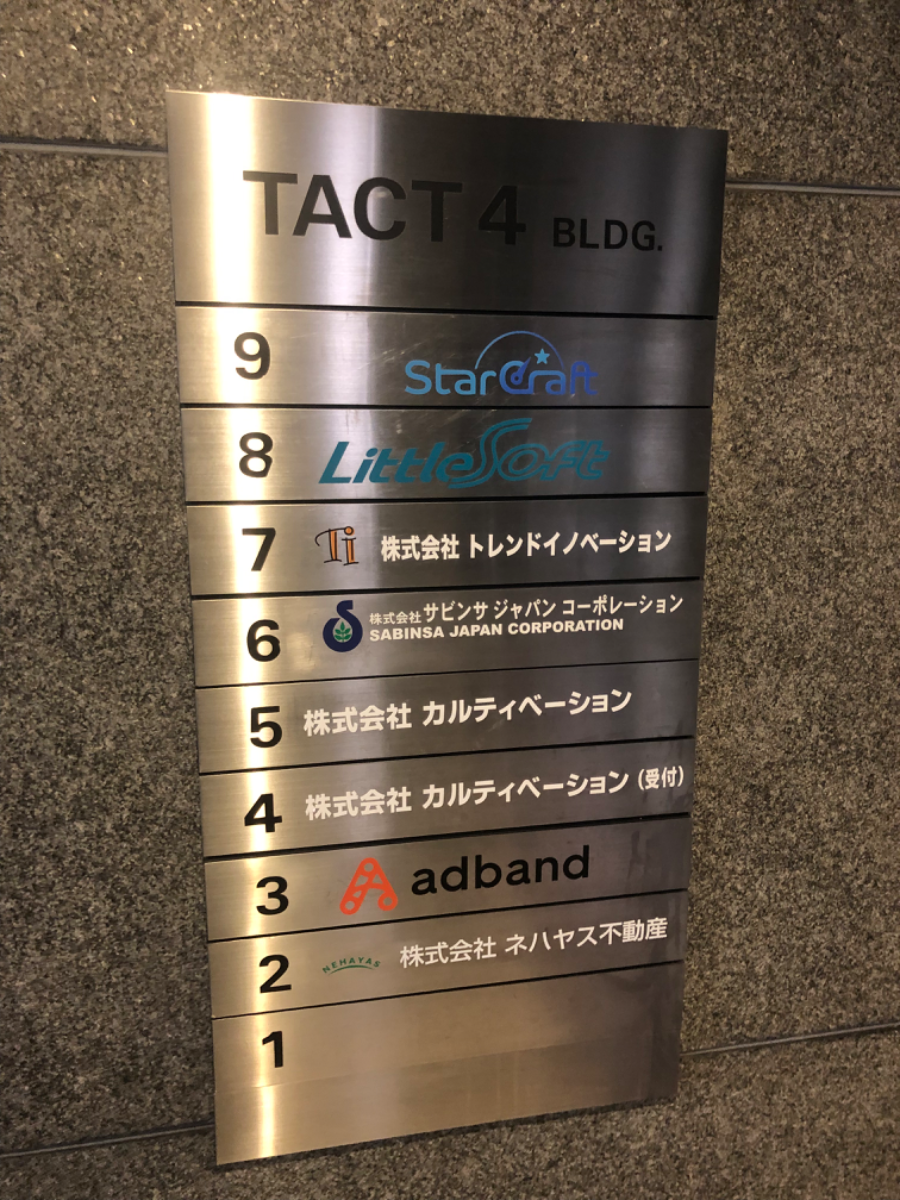 TACT 4 BLDG.
9 StarCraft
8 LittleSoft
7 Ti 株式会社 トレンドイノベーション
6 株式会社 サビンサ ジャパン コーポレーション
SABINSA JAPAN CORPORATION
5 株式会社 カルティベーション
4 株式会社 カルティベーション (受付)
3 adband
2 NEHAYAS 株式会社 ネハヤス不動産
1